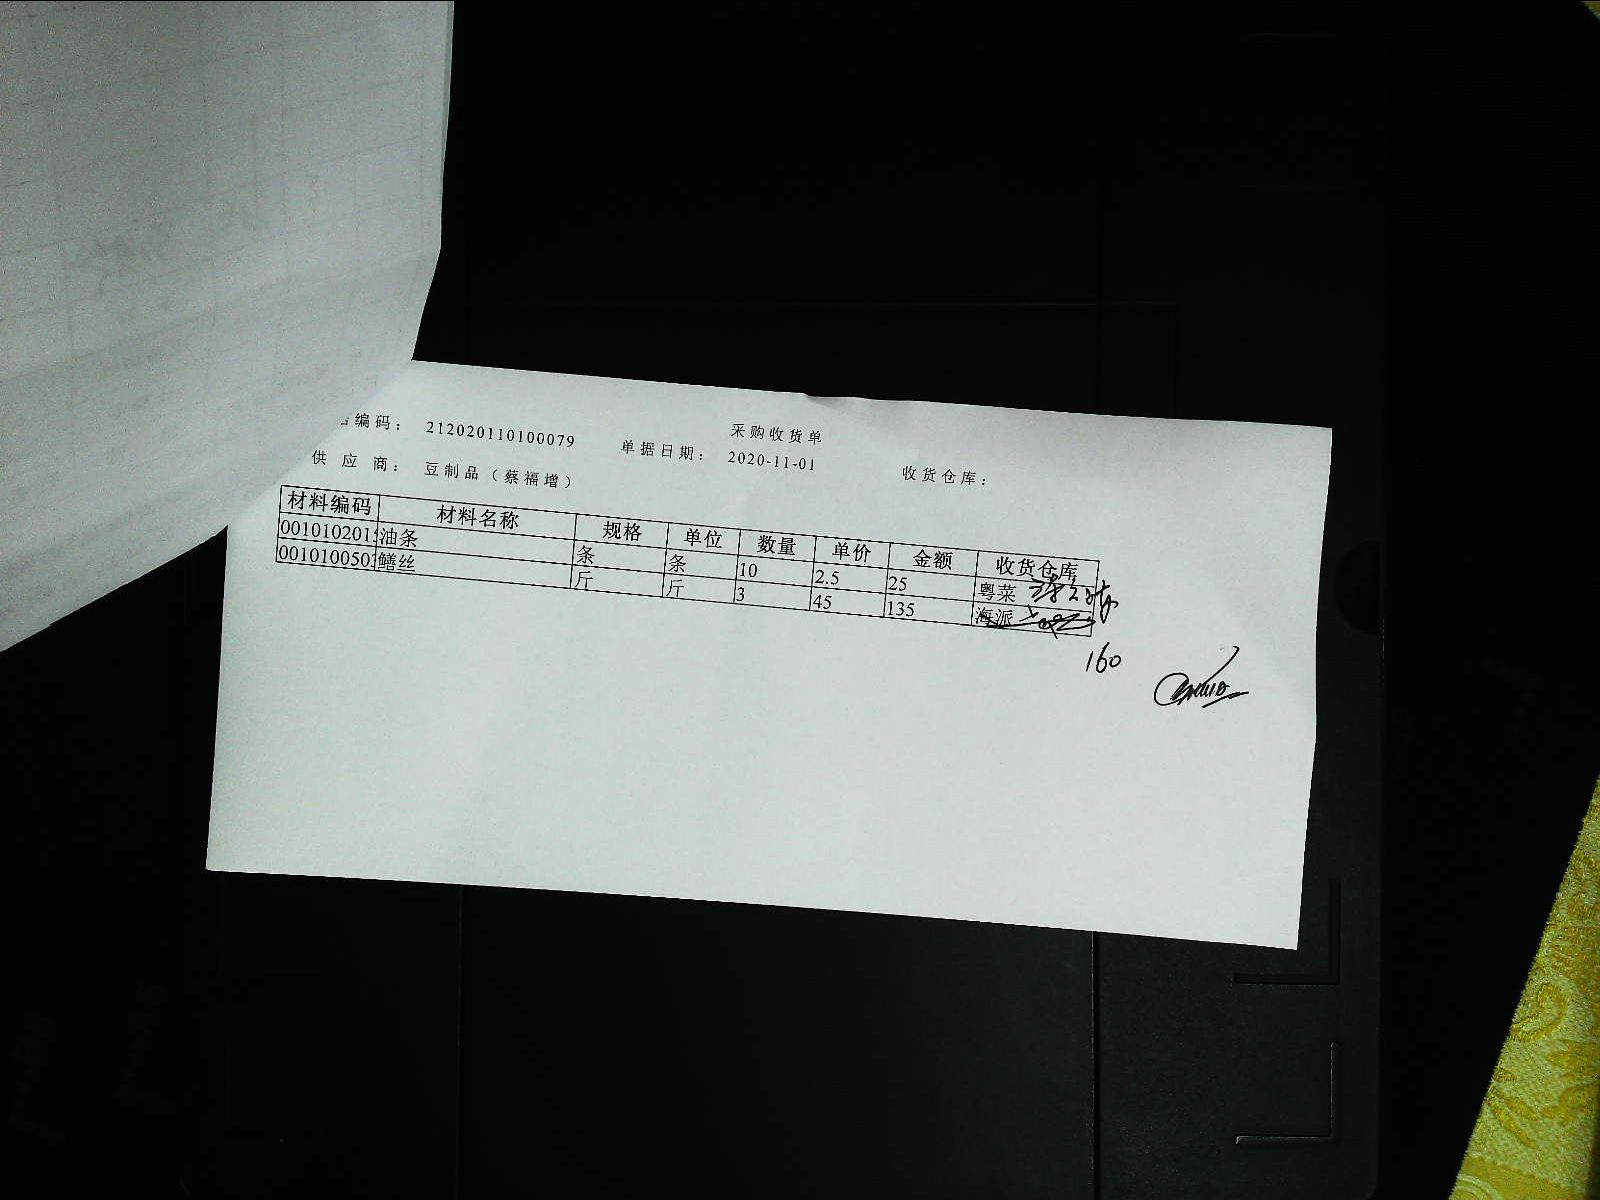 采购收货单
编码： 212020110100079 单据日期： 2020-11-01 收货仓库：
供应商： 豆制品（蔡福增）
材料编码 材料名称 规格 单位 数量 单价 金额 收货仓库
001010201 油条 条 条 10 2.5 25 粤菜
001010050 鳝丝 斤 斤 3 45 135 海派
160